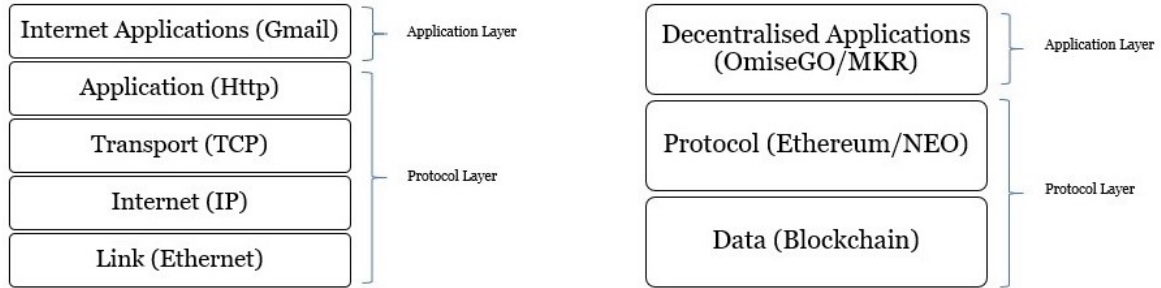 Internet Applications (Gmail)
Application Layer
Application (Http)
Transport (TCP)
Internet (IP)
Link (Ethernet)
Protocol Layer
Decentralised Applications
(OmiseGO/MKR)
Application Layer
Protocol (Ethereum/NEO)
Data (Blockchain)
Protocol Layer